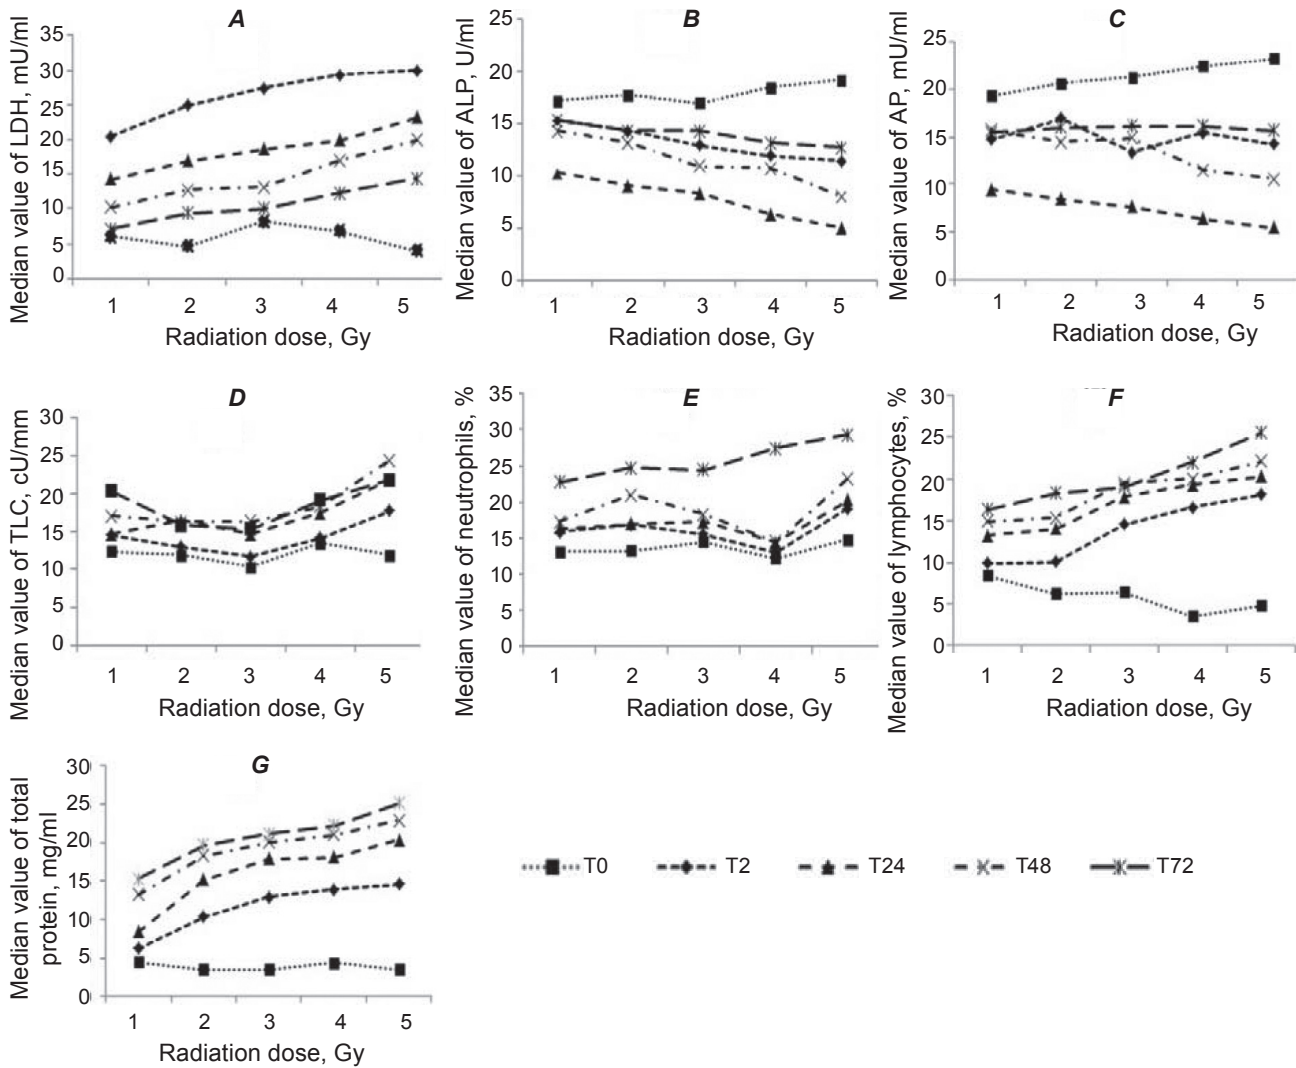 A
Median value of LDH, mU/ml
35
30
25
20
15
10
5
0
1 2 3 4 5
Radiation dose, Gy
B
Median value of ALP, U/ml
25
20
15
10
5
0
1 2 3 4 5
Radiation dose, Gy
C
Median value of AP, mU/ml
25
20
15
10
5
0
1 2 3 4 5
Radiation dose, Gy
D
Median value of TLC, cU/mm
30
25
20
15
10
5
0
1 2 3 4 5
Radiation dose, Gy
E
Median value of neutrophils, %
35
30
25
20
15
10
5
0
1 2 3 4 5
Radiation dose, Gy
F
Median value of lymphocytes, %
30
25
20
15
10
5
0
1 2 3 4 5
Radiation dose, Gy
G
Median value of total
protein, mg/ml
30
25
20
15
10
5
0
1 2 3 4 5
Radiation dose, Gy
T0 T2 T24 T48 T72